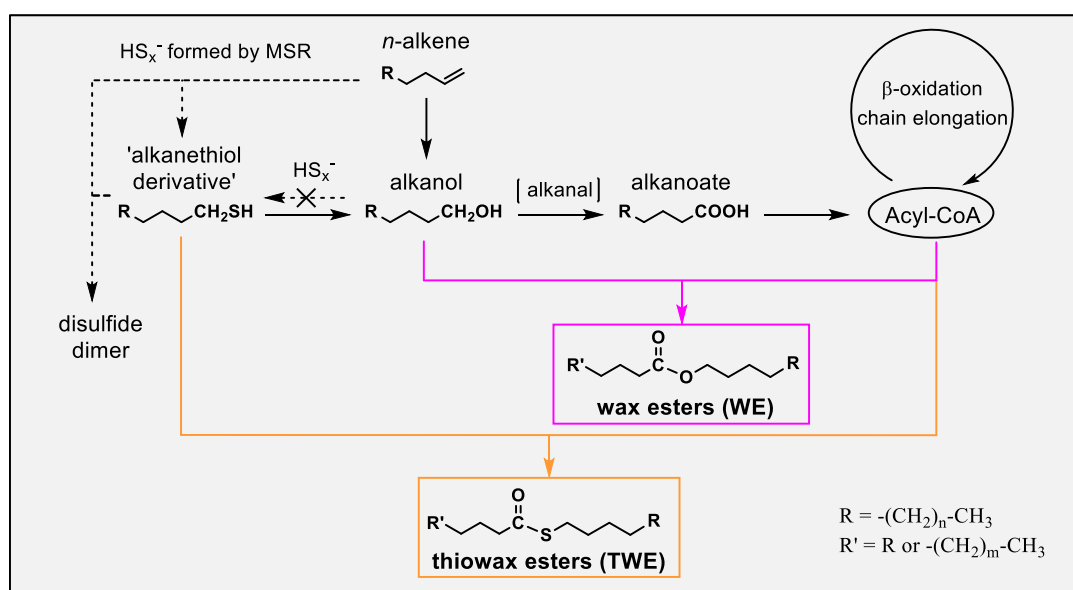 HSx- formed by MSR
n-alkene
R
β-oxidation
chain elongation
'alkanethiol
derivative'
HSx-
alkanol
[alkanal]
alkanoate
R
CH2SH
R
CH2OH
R
COOH
Acyl-CoA
disulfide
dimer
O
R'
C
O
R
wax esters (WE)
O
R'
C
S
R
thiowax esters (TWE)
R = -(CH2)n-CH3
R' = R or -(CH2)m-CH3